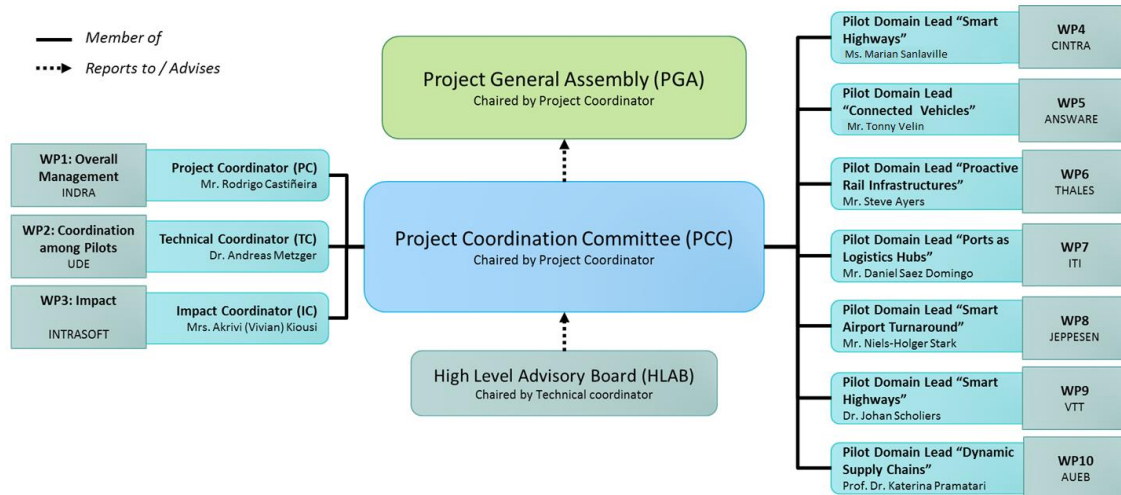 Member of
Reports to / Advises
Project General Assembly (PGA)
Chaired by Project Coordinator
Project Coordination Committee (PCC)
Chaired by Project Coordinator
High Level Advisory Board (HLAB)
Chaired by Technical coordinator
WP1: Overall
Management
INDRA
Project Coordinator (PC)
Mr. Rodrigo Castiñeira
WP2: Coordination
among Pilots
UDE
Technical Coordinator (TC)
Dr. Andreas Metzger
WP3: Impact
INTRASOFT
Impact Coordinator (IC)
Mrs. Akrivi (Vivian) Kiousi
Pilot Domain Lead “Smart
Highways”
Ms. Marian Sanlaville
WP4
CINTRA
Pilot Domain Lead
“Connected Vehicles”
Mr. Tonny Velin
WP5
ANSWARE
Pilot Domain Lead “Proactive
Rail Infrastructures”
Mr. Steve Ayers
WP6
THALES
Pilot Domain Lead “Ports as
Logistics Hubs”
Mr. Daniel Saez Domingo
WP7
ITI
Pilot Domain Lead “Smart
Airport Turnaround”
Mr. Niels-Holger Stark
WP8
JEPPESEN
Pilot Domain Lead “Smart
Highways”
Dr. Johan Scholiers
WP9
VTT
Pilot Domain Lead “Dynamic
Supply Chains”
Prof. Dr. Katerina Pramatari
WP10
AUEB